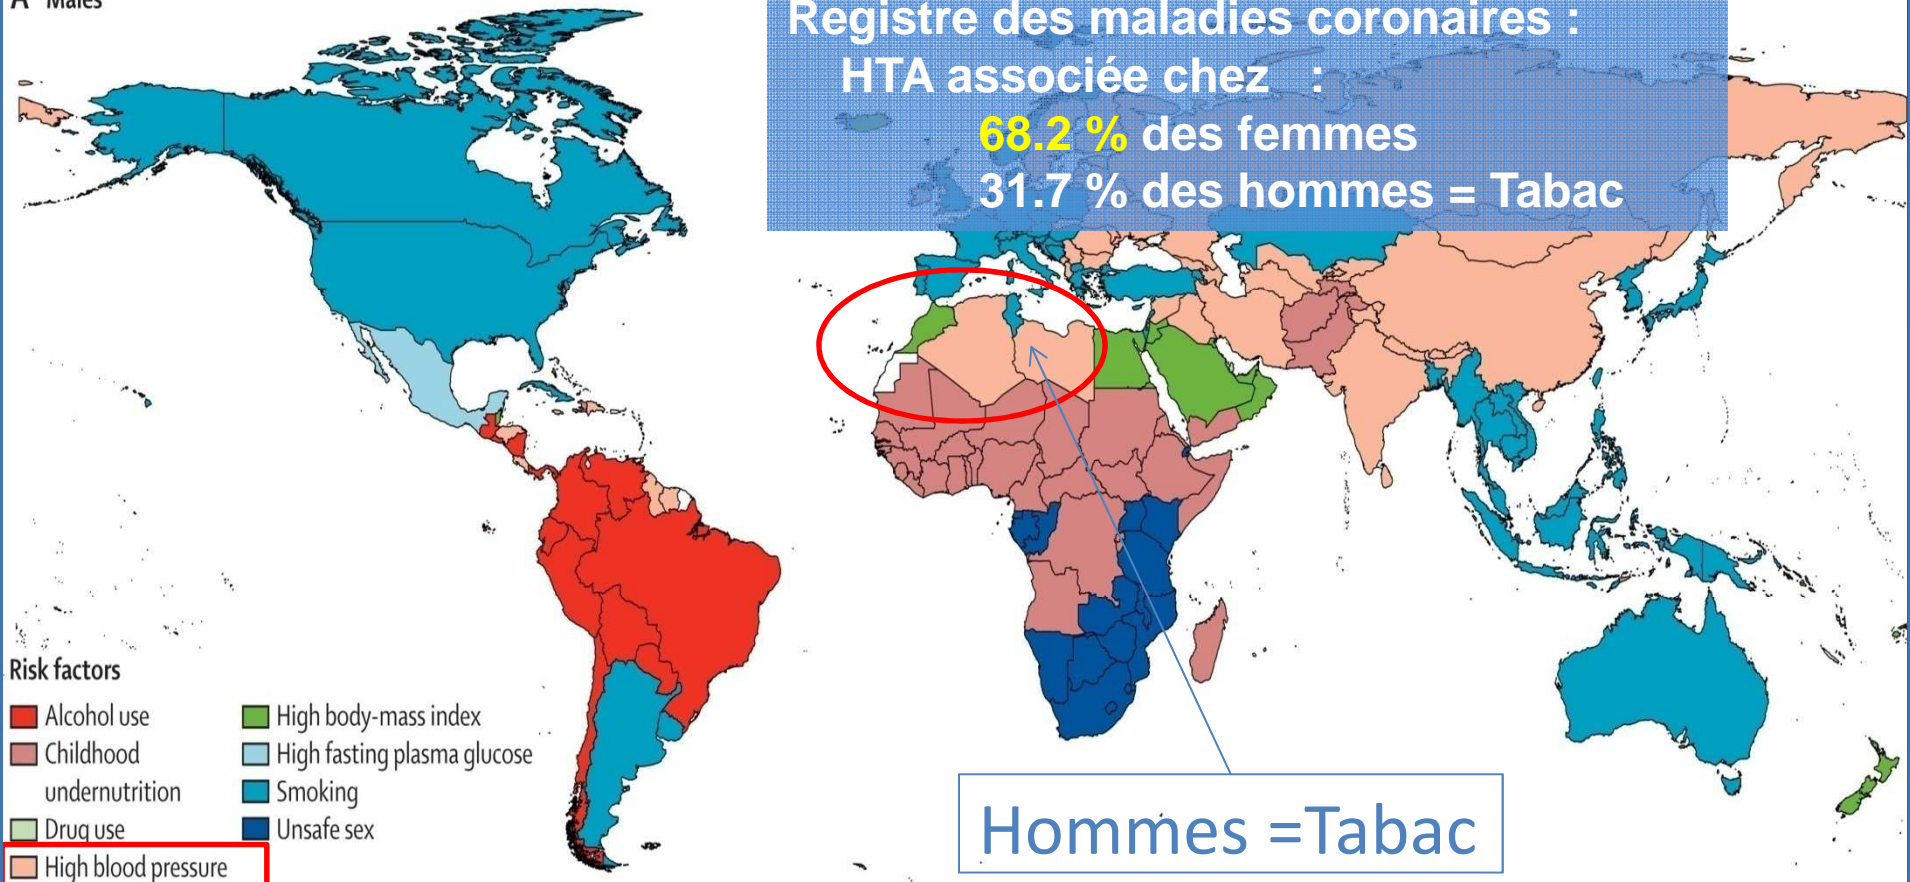 A Males
Registre des maladies coronaires :
HTA associée chez :
68.2 % des femmes
31.7 % des hommes = Tabac
Risk factors
Alcohol use
Childhood
undernutrition
Drug use
High blood pressure
High body-mass index
High fasting plasma glucose
Smoking
Unsafe sex
Hommes =Tabac